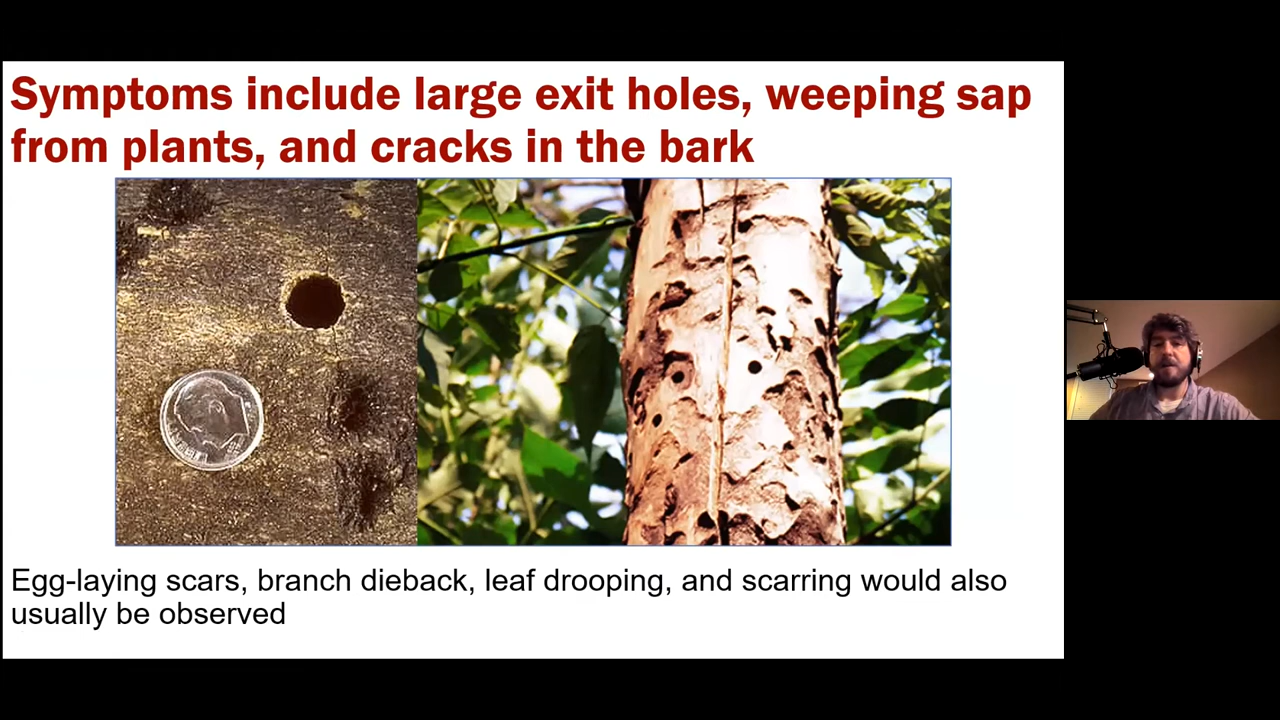 Symptoms include large exit holes, weeping sap
from plants, and cracks in the bark
Egg-laying scars, branch dieback, leaf drooping, and scarring would also
usually be observed